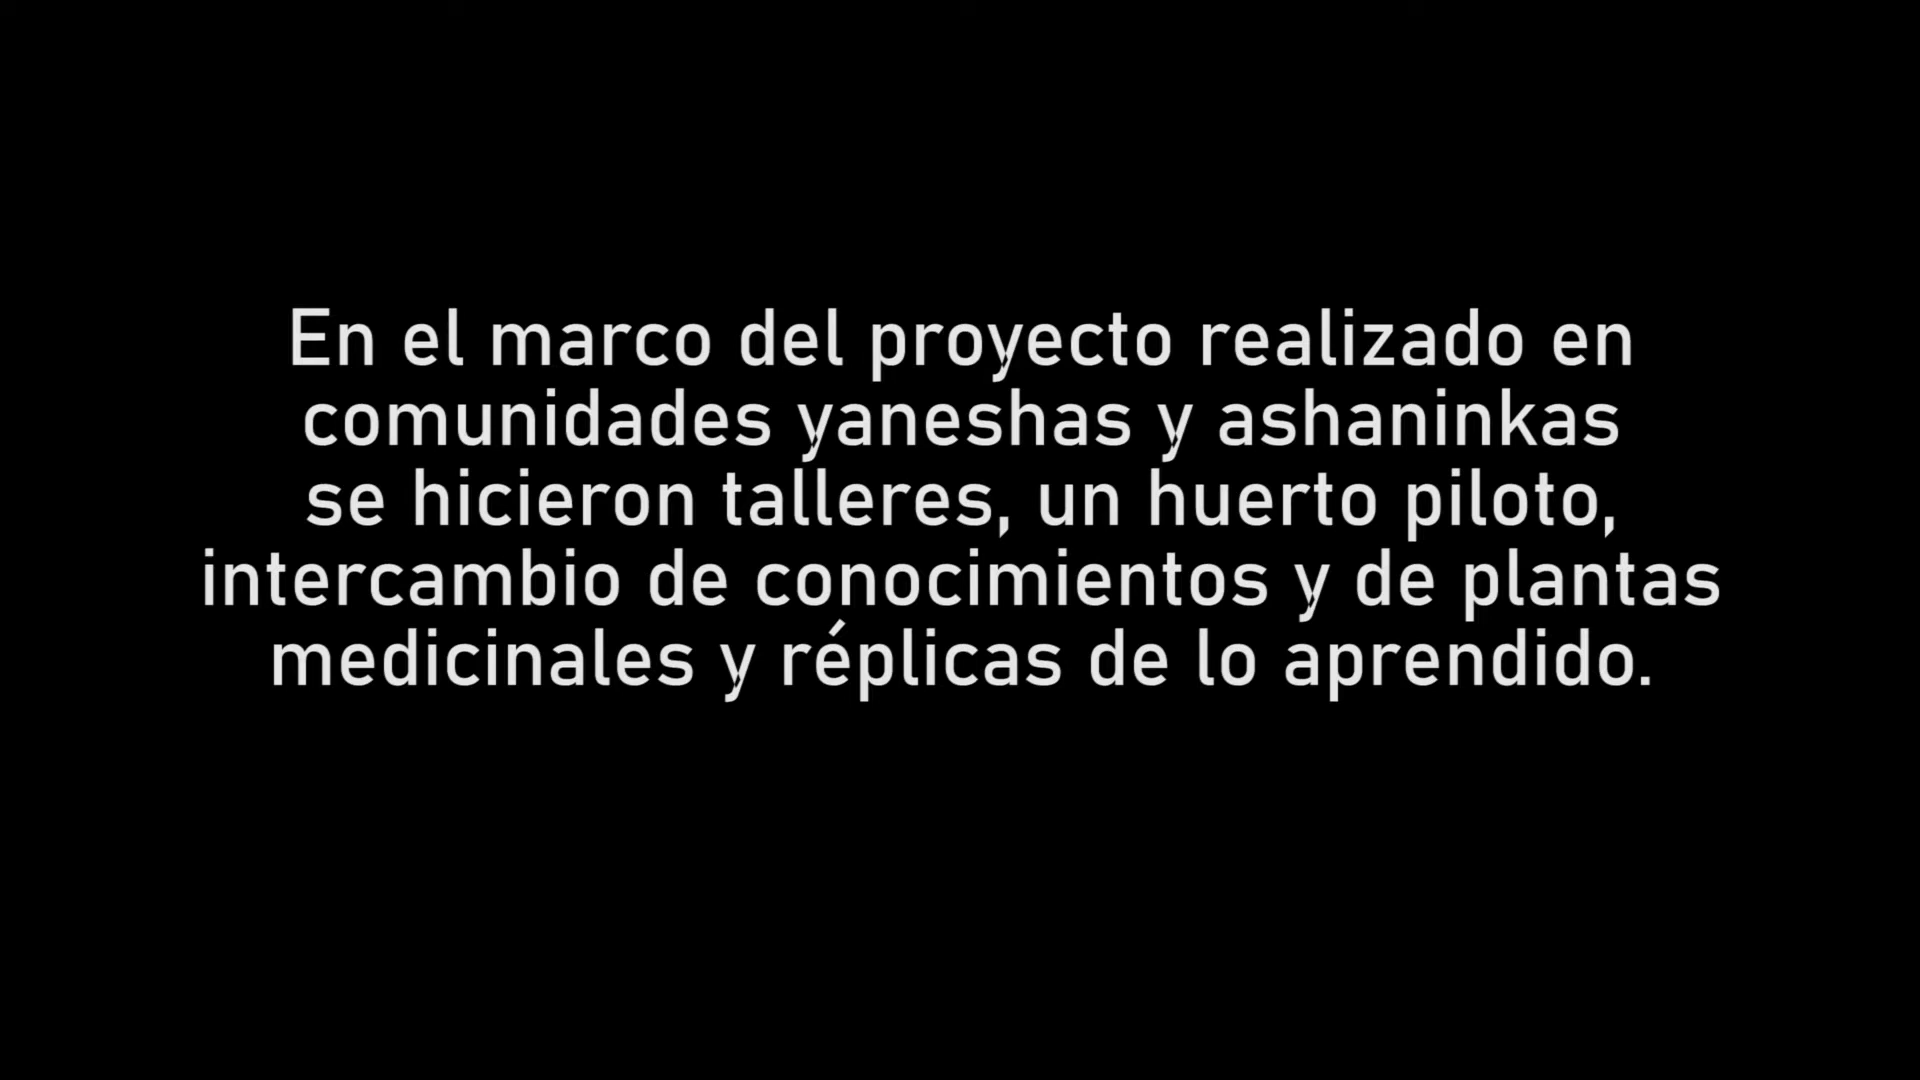 En el marco del proyecto realizado en
comunidades yaneshas y ashaninkas
se hicieron talleres, un huerto piloto,
intercambio de conocimientos y de plantas
medicinales y réplicas de lo aprendido.